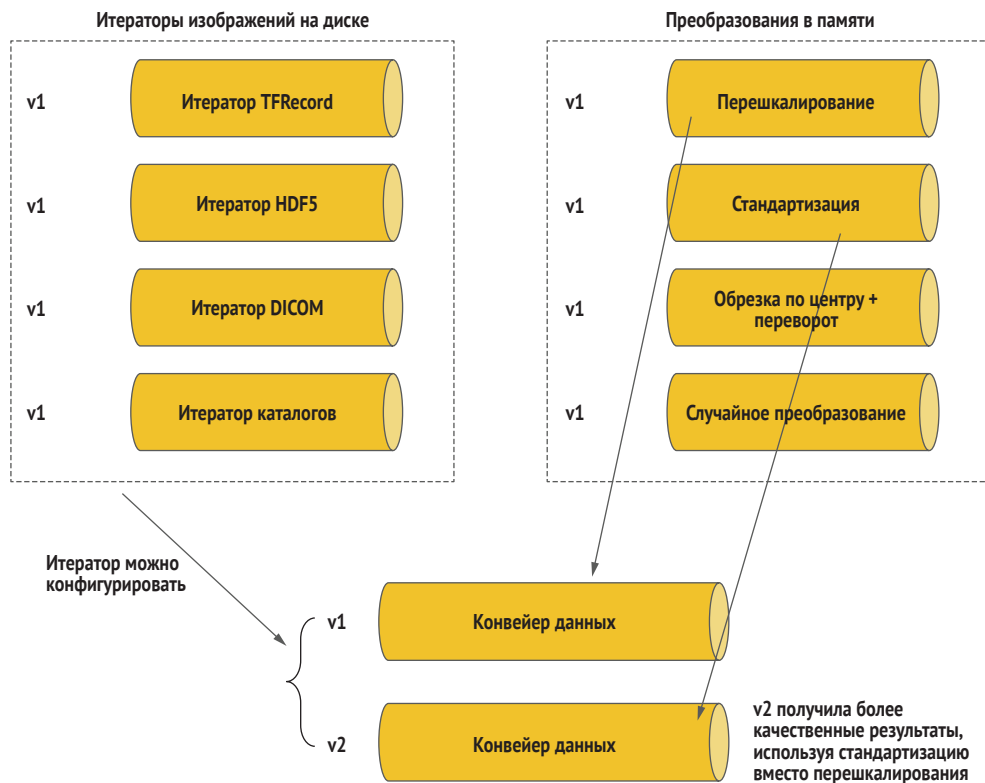 Итераторы изображений на диске
v1
Итератор TFRecord
v1
Итератор HDF5
v1
Итератор DICOM
v1
Итератор каталогов
Преобразования в памяти
v1
Перешкалирование
v1
Стандартизация
v1
Обрезка по центру +
переворот
v1
Случайное преобразование
Итератор можно
конфигурировать
v1
Конвейер данных
v2
Конвейер данных
v2 получила более
качественные результаты,
используя стандартизацию
вместо перешкалирования